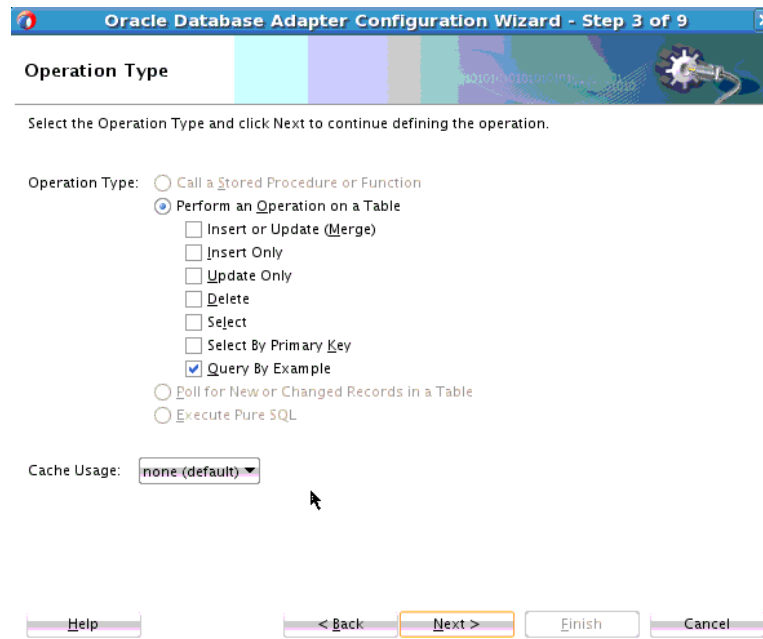 Oracle Database Adapter Configuration Wizard - Step 3 of 9
Operation Type
Select the Operation Type and click Next to continue defining the operation.
Operation Type: Call a Stored Procedure or Function
Perform an Operation on a Table
Insert or Update (Merge)
Insert Only
Update Only
Delete
Select
Select By Primary Key
Query By Example
Poll for New or Changed Records in a Table
Execute Pure SQL
Cache Usage: none (default)
Help < Back Next > Finish Cancel